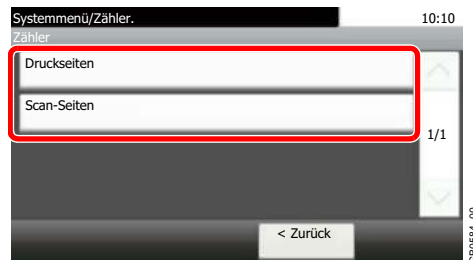 Systemmenü/Zähler.
10:10
Zähler
Druckseiten
Scan-Seiten
1/1
< Zurück